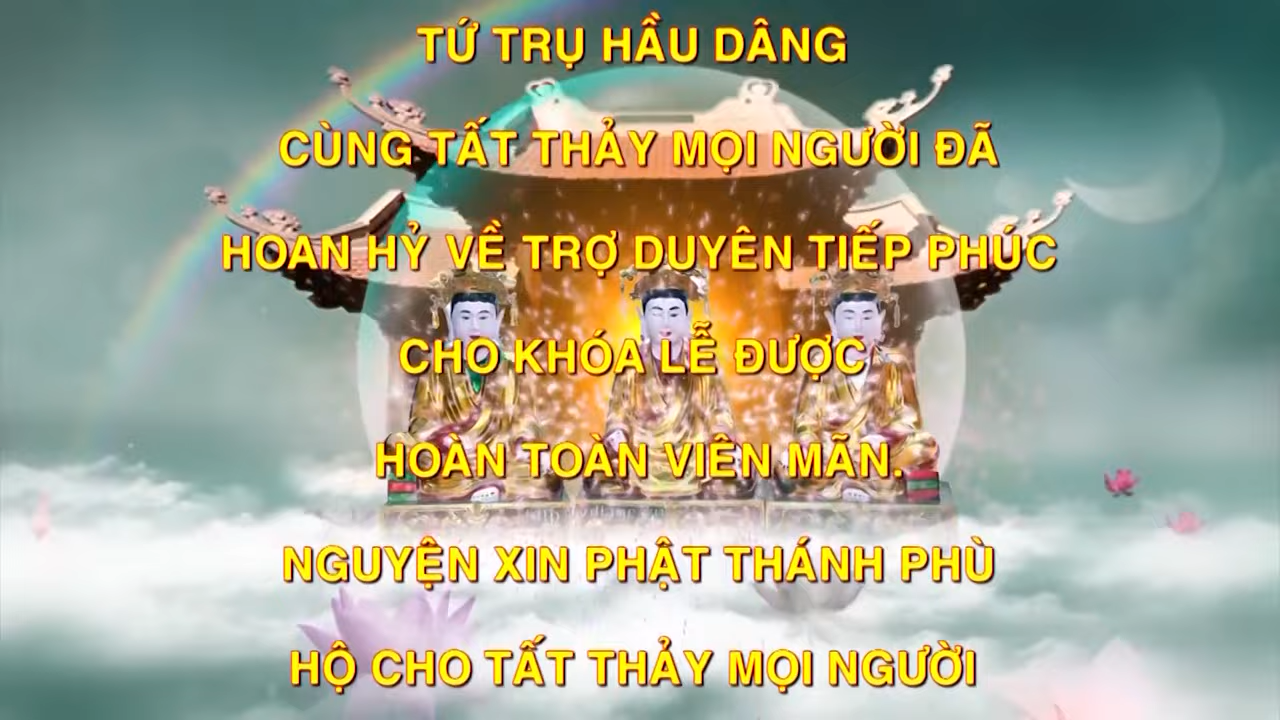 TỨ TRỤ HẦU DÂNG
CÙNG TẤT THẢY MỌI NGƯỜI ĐÃ
HOAN HỶ VỀ TRỢ DUYÊN TIẾP PHÚC
CHO KHÓA LỄ ĐƯỢC
HOÀN TOÀN VIÊN MÃN.
NGUYỆN XIN PHẬT THÁNH PHÙ
HỘ CHO TẤT THẢY MỌI NGƯỜI